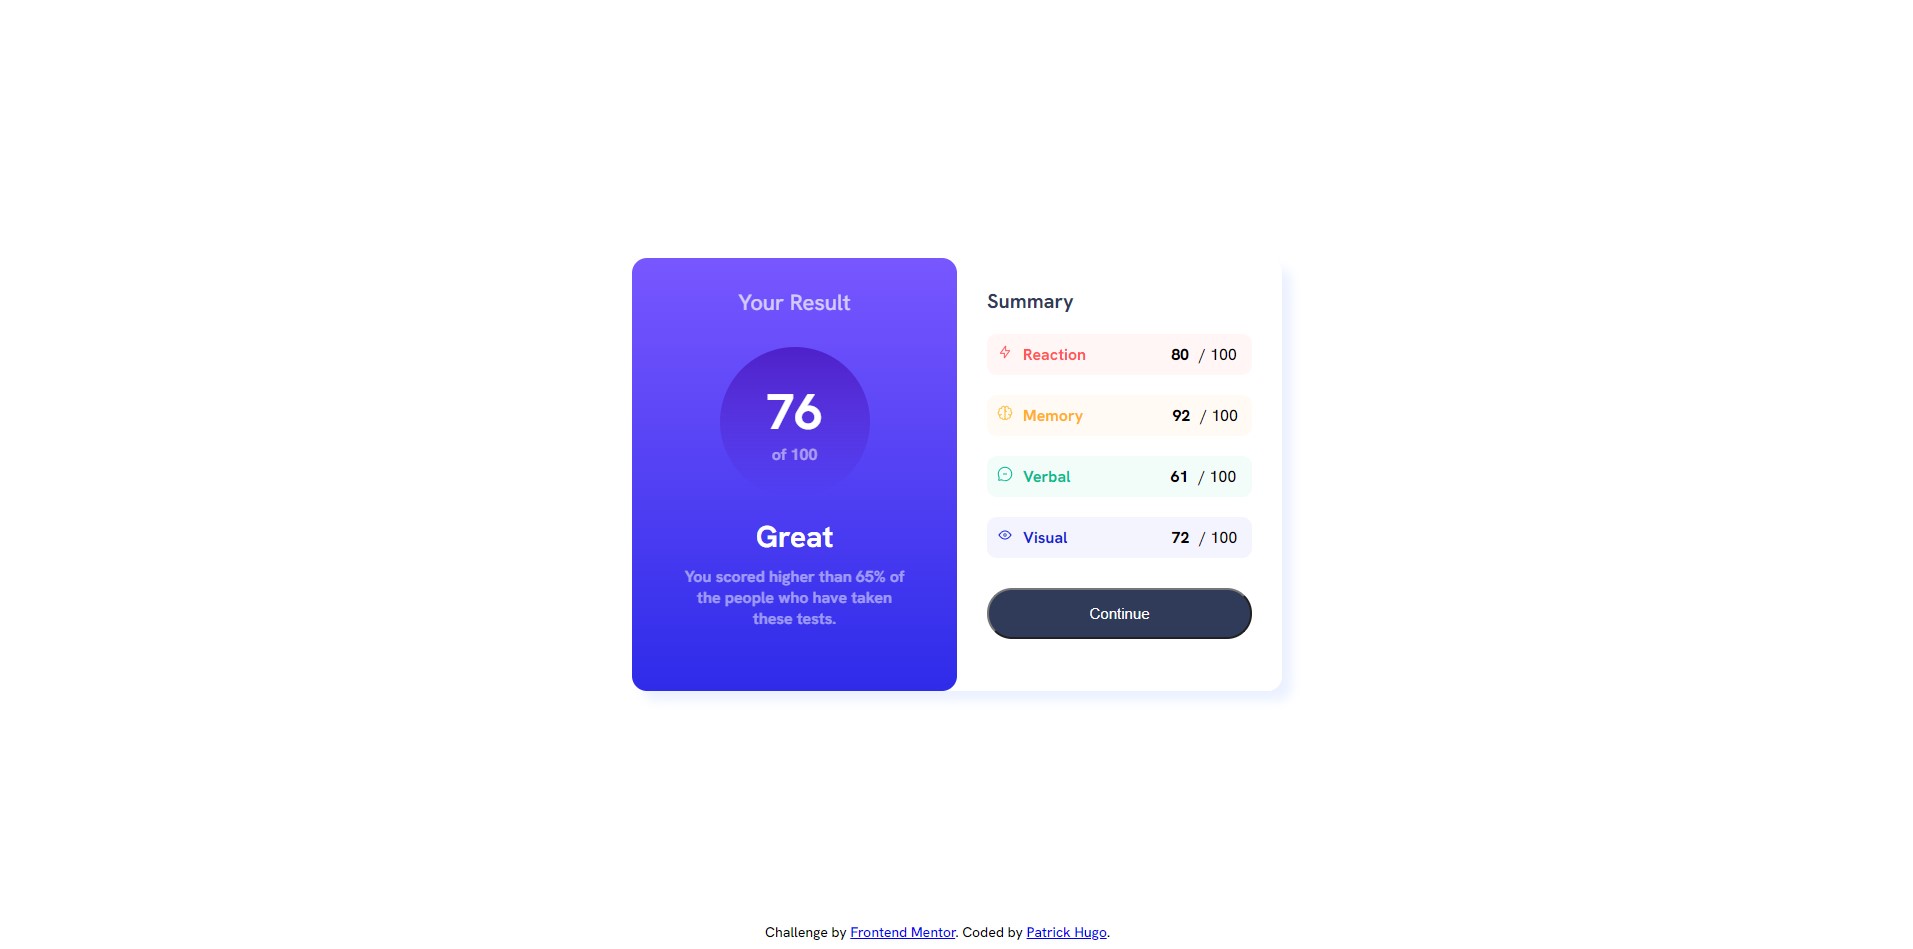 Your Result
76
of 100
Great
You scored higher than 65% of
the people who have taken
these tests.
Summary
Reaction 80 / 100
Memory 92 / 100
Verbal 61 / 100
Visual 72 / 100
Continue
Challenge by Frontend Mentor. Coded by Patrick Hugo.